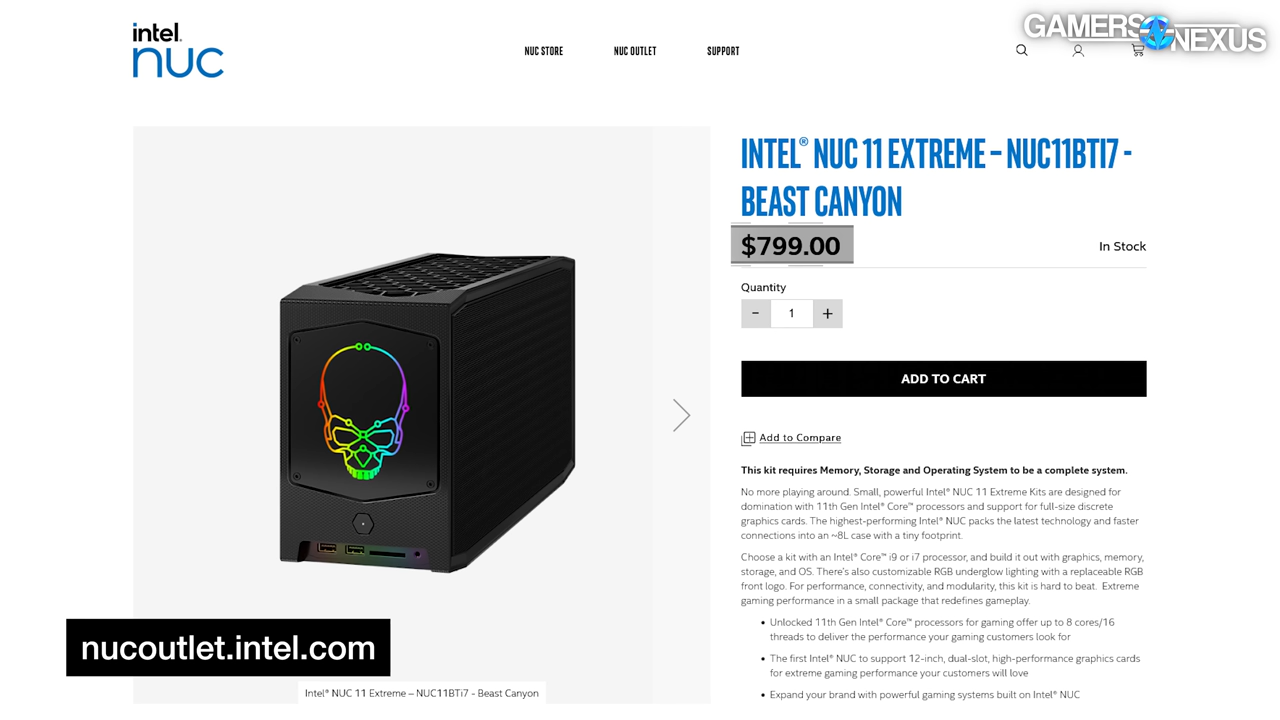 GAMERS NEXUS
intel.
nuc
NUC STORE
NUC OUTLET
SUPPORT
INTEL® NUC 11 EXTREME – NUC11BTI7 -
BEAST CANYON
$799.00
In Stock
Quantity
- 1 +
ADD TO CART
Add to Compare
This kit requires Memory, Storage and Operating System to be a complete system.
No more playing around. Small, powerful Intel® NUC 11 Extreme Kits are designed for
domination with 11th Gen Intel® Core™ processors and support for full-size discrete
graphics cards. The highest-performing Intel® NUC packs the latest technology and faster
connections into an ~8L case with a tiny footprint.
Choose a kit with an Intel® Core™ i9 or i7 processor, and build it out with graphics, memory,
storage, and OS. There's also customizable RGB underglow lighting with a replaceable RGB
front logo. For performance, connectivity, and modularity, this kit is hard to beat. Extreme
gaming performance in a small package that redefines gameplay.
• Unlocked 11th Gen Intel® Core™ processors for gaming offer up to 8 cores/16
threads to deliver the performance your gaming customers look for
• The first Intel® NUC to support 12-inch, dual-slot, high-performance graphics cards
for extreme gaming performance your customers will love
• Expand your brand with powerful gaming systems built on Intel® NUC
nucoutlet.intel.com
Intel® NUC 11 Extreme – NUC11BTi7 - Beast Canyon